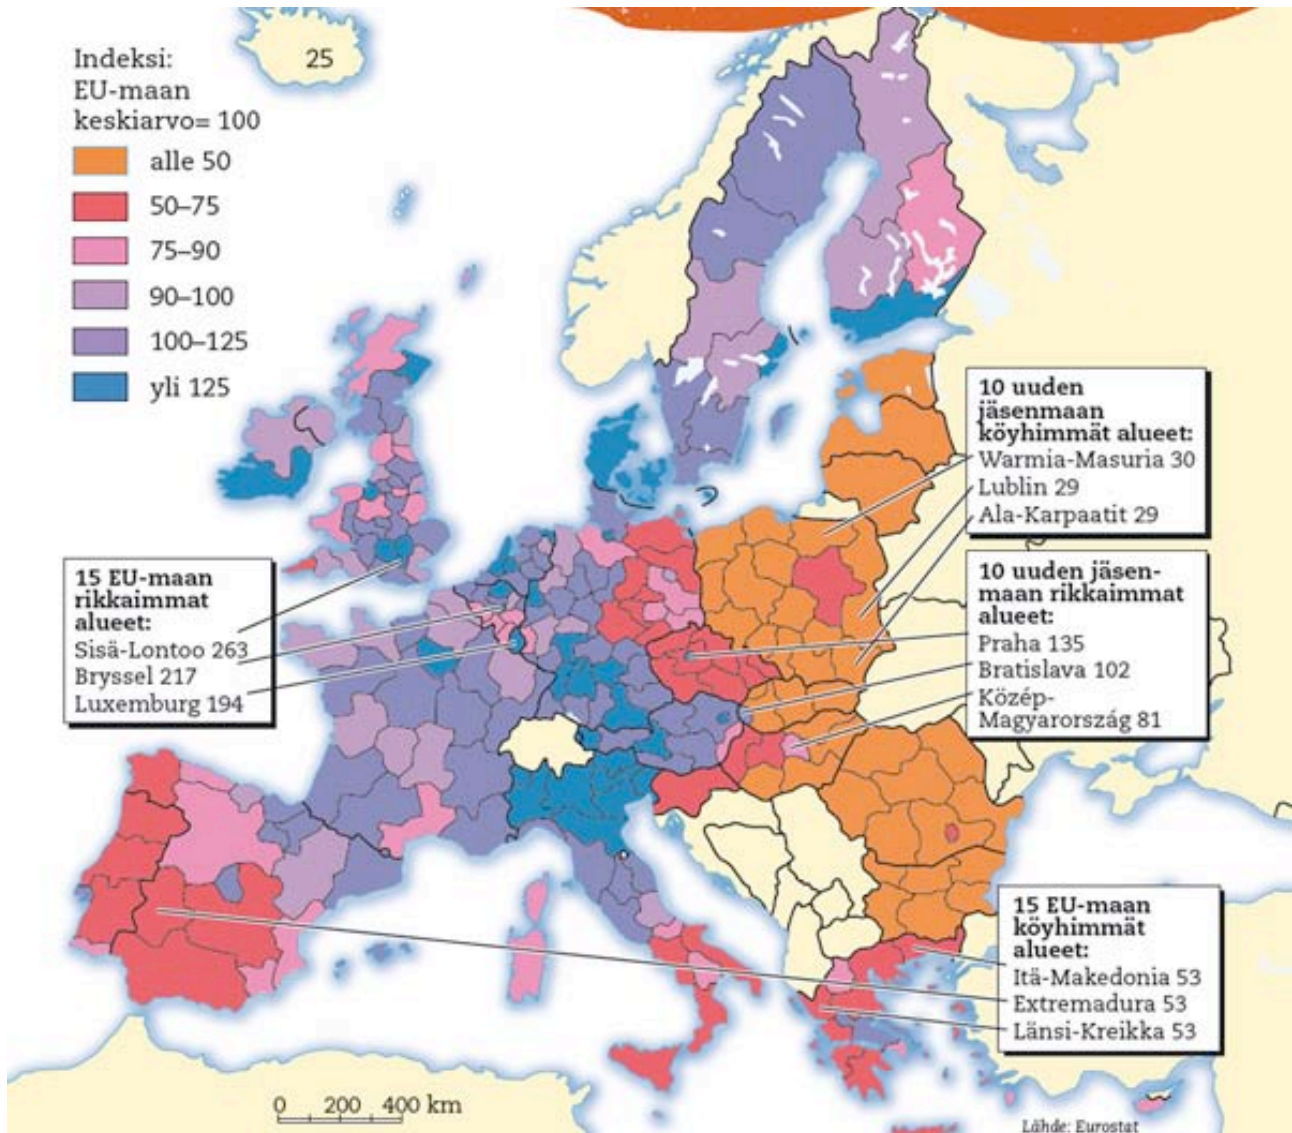 Indeksi:
EU-maan
keskiarvo= 100
alle 50
50–75
75–90
90–100
100–125
yli 125
25
10 uuden
jäsenmaan
köyhimmät alueet:
Warmia-Masuria 30
Lublin 29
Ala-Karpaatit 29
15 EU-maan
rikkaimmat
alueet:
Sisä-Lontoo 263
Bryssel 217
Luxemburg 194
10 uuden jäsen-
maan rikkaimmat
alueet:
Praha 135
Bratislava 102
Közép-
Magyarország 81
15 EU-maan
köyhimmät
alueet:
Itä-Makedonia 53
Extremadura 53
Länsi-Kreikka 53
0 200 400 km
Lähde: Eurostat